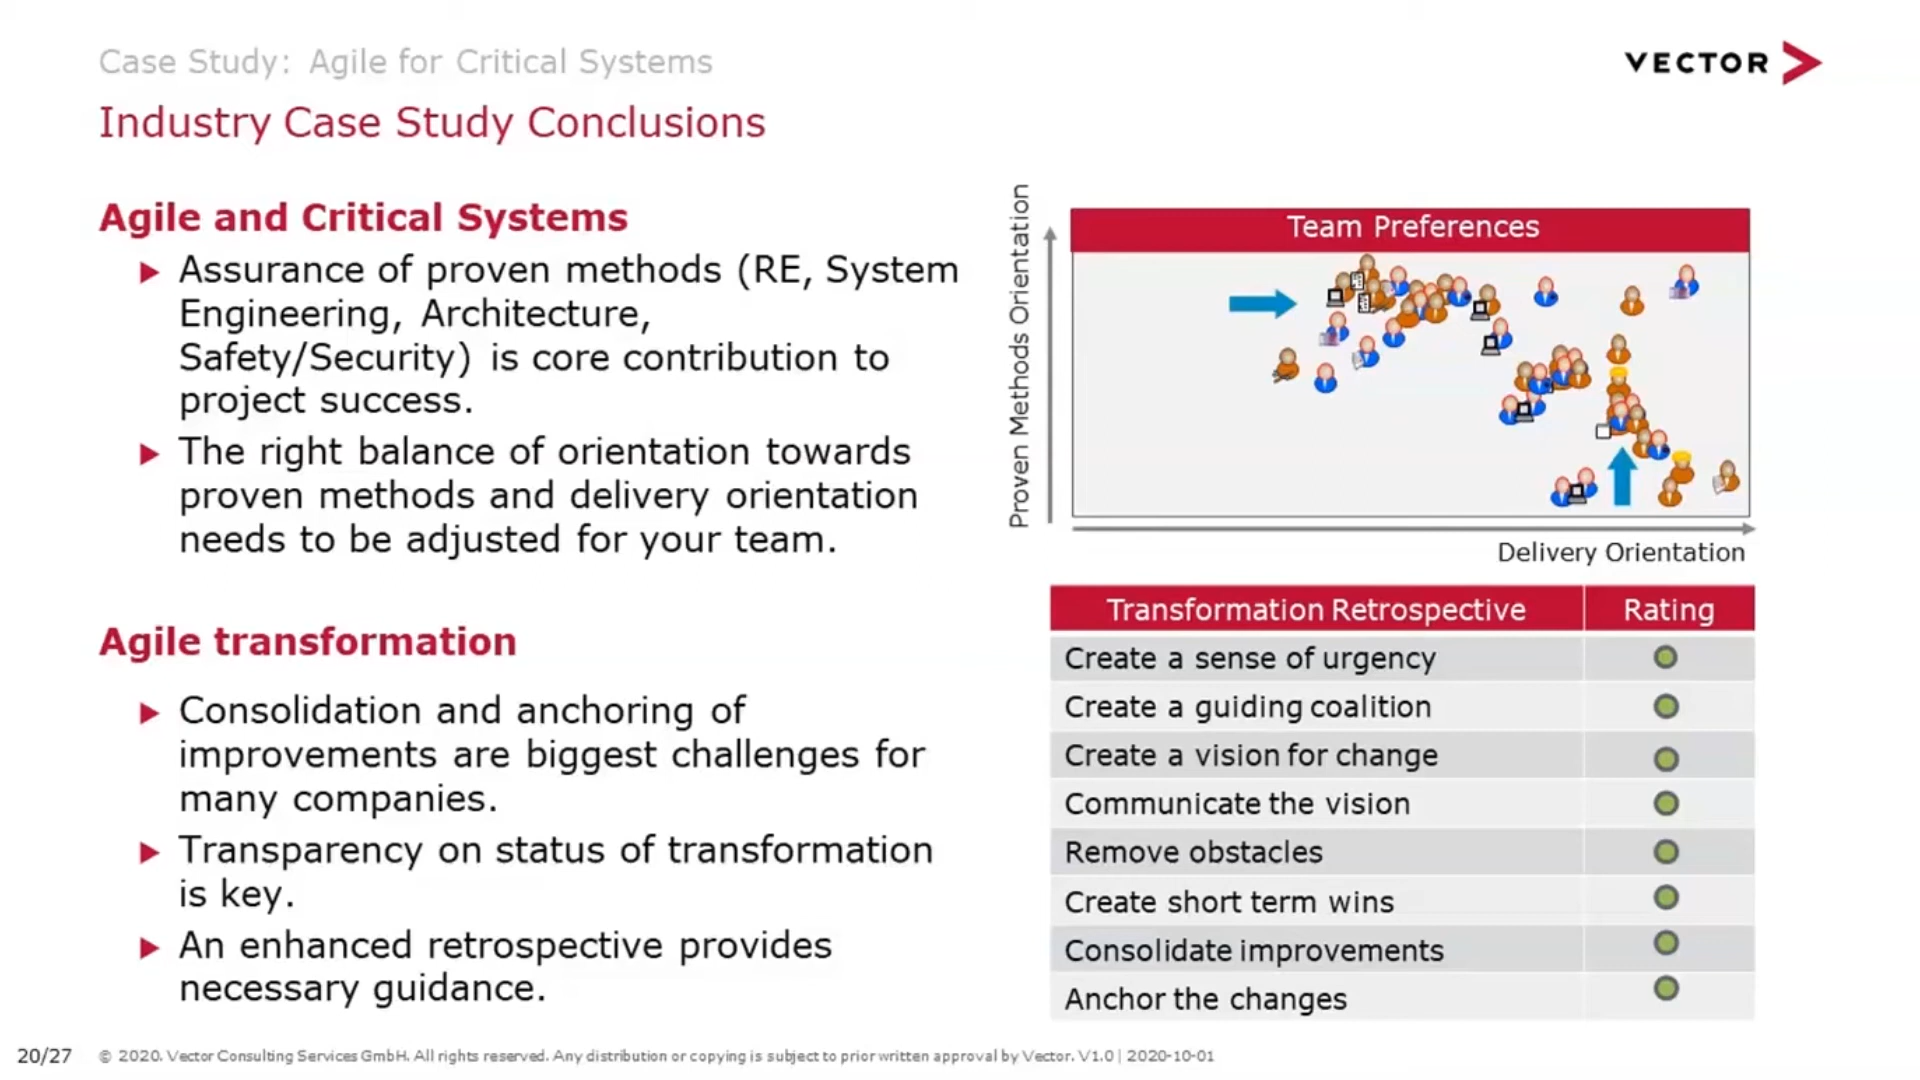 Case Study: Agile for Critical Systems
VECTOR
Industry Case Study Conclusions
Agile and Critical Systems
Assurance of proven methods (RE, System
Engineering, Architecture,
Safety/Security) is core contribution to
project success.
The right balance of orientation towards
proven methods and delivery orientation
needs to be adjusted for your team.
Agile transformation
Consolidation and anchoring of
improvements are biggest challenges for
many companies.
Transparency on status of transformation
is key.
An enhanced retrospective provides
necessary guidance.
Team Preferences
Proven Methods Orientation
Delivery Orientation
Transformation Retrospective Rating
Create a sense of urgency
Create a guiding coalition
Create a vision for change
Communicate the vision
Remove obstacles
Create short term wins
Consolidate improvements
Anchor the changes
20/27 © 2020. Vector Consulting Services GmbH. All rights reserved. Any distribution or copying is subject to prior written approval by Vector. V1.0 | 2020-10-01